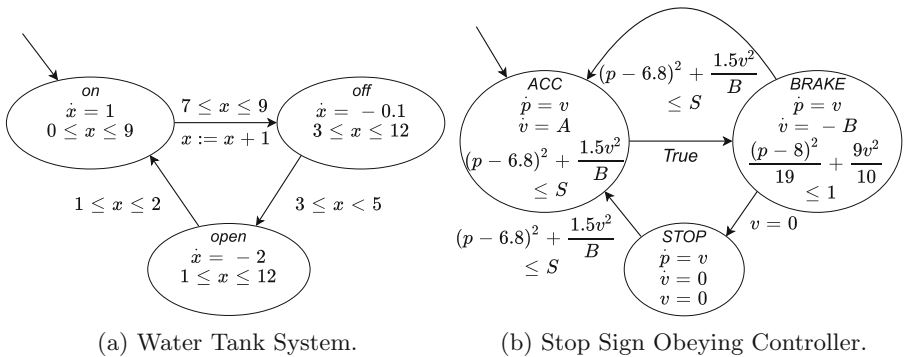 on
ẋ = 1
0 ≤ x ≤ 9
7 ≤ x ≤ 9
x := x + 1
off
ẋ = − 0.1
3 ≤ x ≤ 12
1 ≤ x ≤ 2
3 ≤ x < 5
open
ẋ = − 2
1 ≤ x ≤ 12
(a) Water Tank System.
ACC
ṗ = v
v̇ = A
(p − 6.8)² + 1.5v²/B
≤ S
(p − 6.8)² + 1.5v²/B
≤ S
True
BRAKE
ṗ = v
v̇ = − B
(p − 8)²/19 + 9v²/10
≤ 1
v = 0
(p − 6.8)² + 1.5v²/B
≤ S
STOP
ṗ = v
v̇ = 0
v = 0
(b) Stop Sign Obeying Controller.